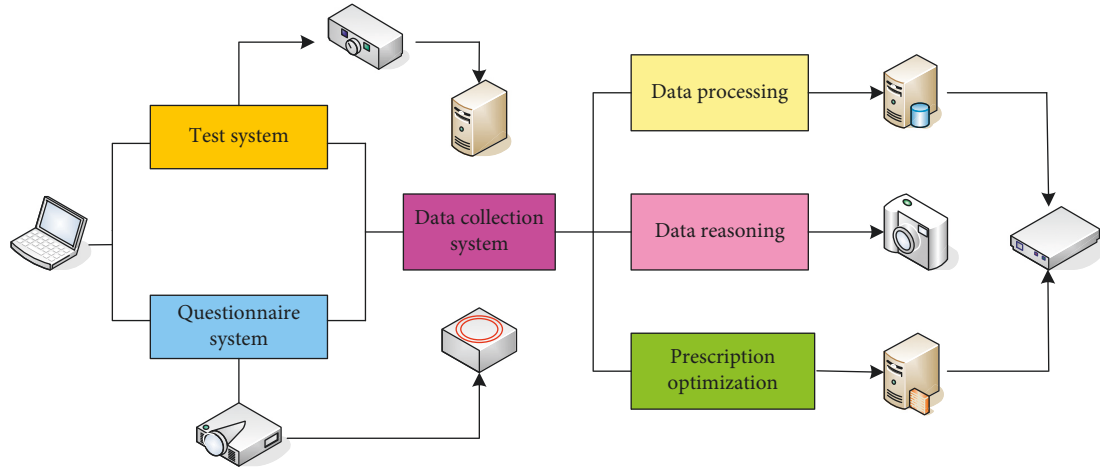 Test system
Questionnaire
system
Data collection
system
Data processing
Data reasoning
Prescription
optimization